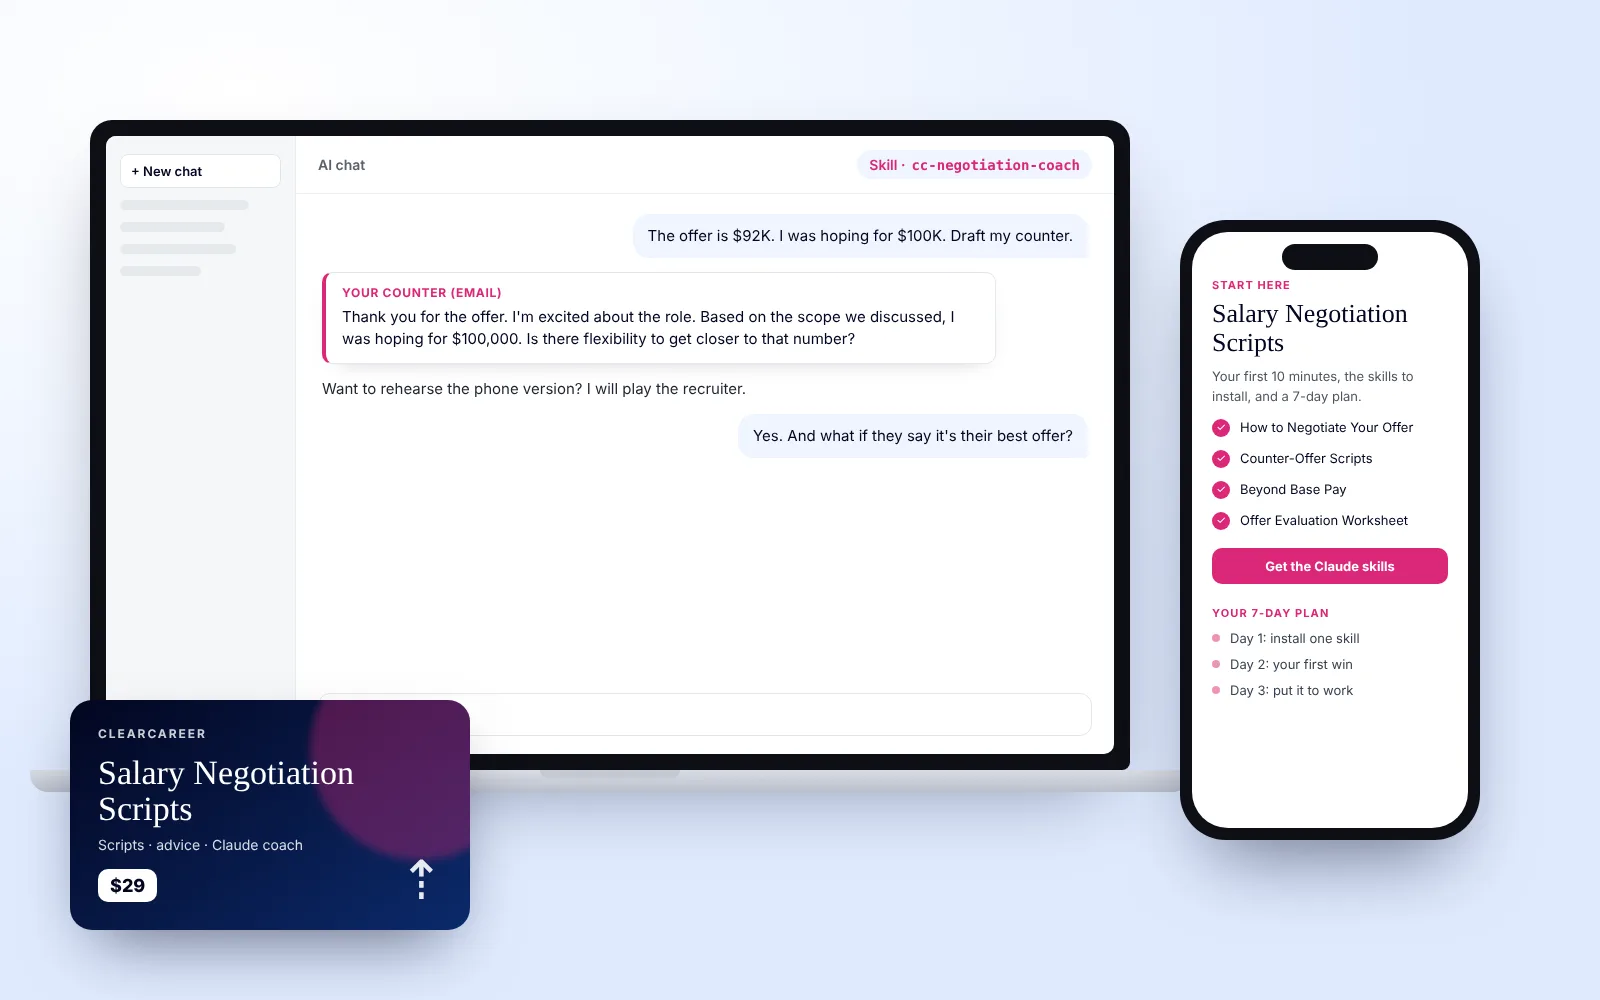 + New chat
AI chat
Skill · cc-negotiation-coach
The offer is $92K. I was hoping for $100K. Draft my counter.
YOUR COUNTER (EMAIL)
Thank you for the offer. I'm excited about the role. Based on the scope we discussed, I
was hoping for $100,000. Is there flexibility to get closer to that number?
Want to rehearse the phone version? I will play the recruiter.
Yes. And what if they say it's their best offer?
CLEARCAREER
Salary Negotiation
Scripts
Scripts · advice · Claude coach
$29
START HERE
Salary Negotiation
Scripts
Your first 10 minutes, the skills to
install, and a 7-day plan.
How to Negotiate Your Offer
Counter-Offer Scripts
Beyond Base Pay
Offer Evaluation Worksheet
Get the Claude skills
YOUR 7-DAY PLAN
Day 1: install one skill
Day 2: your first win
Day 3: put it to work